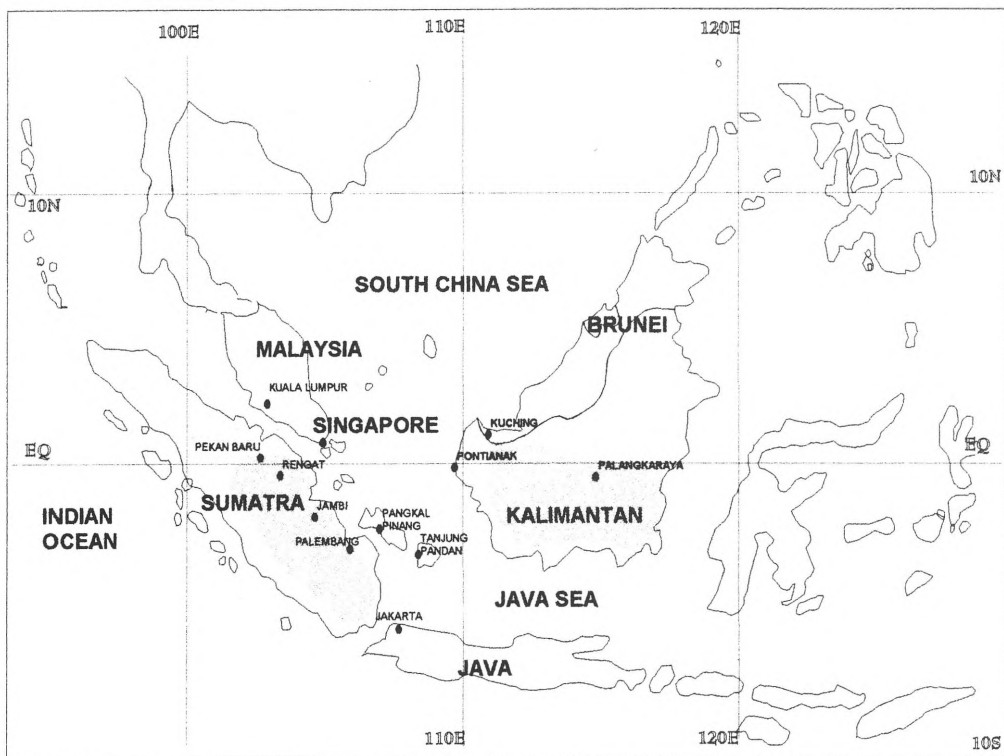 100E
110E
120E
10N
10N
SOUTH CHINA SEA
BRUNEI
MALAYSIA
KUALA LUMPUR
SINGAPORE
KUCHING
PEKAN BARU
EQ
EQ
RENGAT
PONTIANAK
PALANGKARAYA
SUMATRA
JAMBI
PANGKAL
PINANG
KALIMANTAN
INDIAN
OCEAN
PALEMBANG
TANJUNG
PANDAN
JAVA SEA
JAKARTA
JAVA
110E
120E
10S